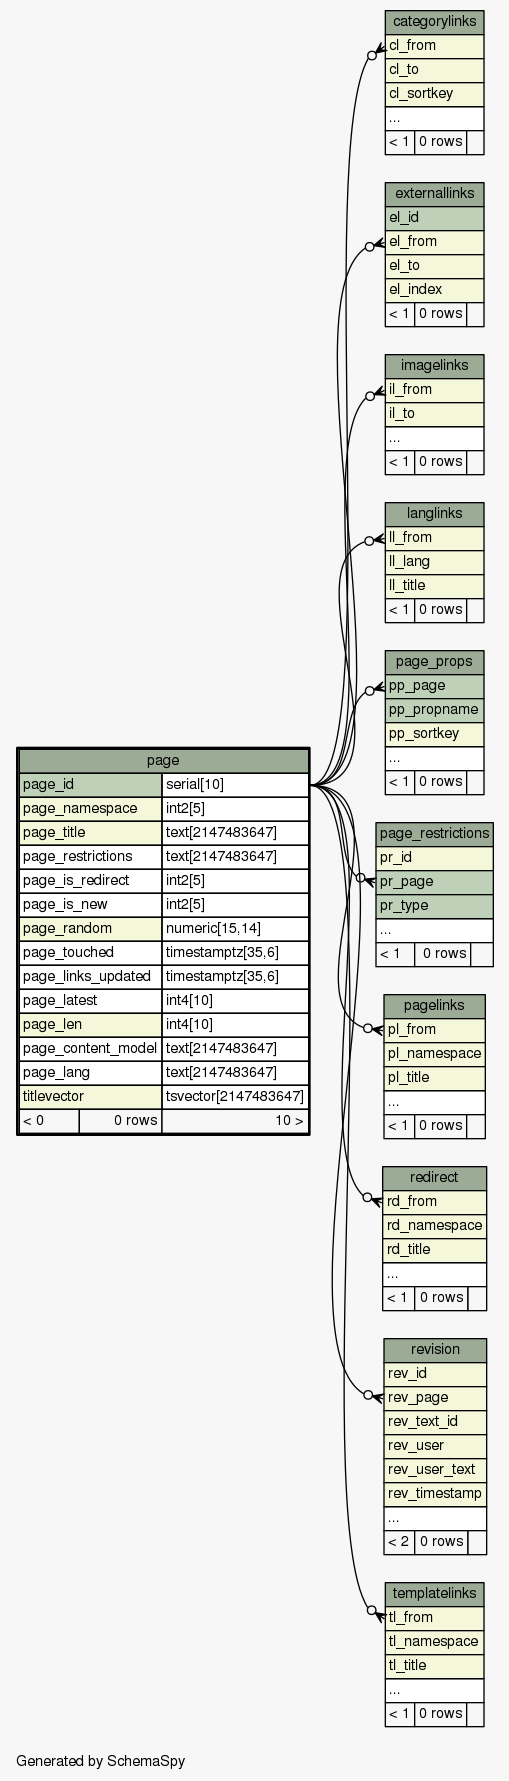 categorylinks
cl_from
cl_to
cl_sortkey
...
< 1 0 rows
externallinks
el_id
el_from
el_to
el_index
< 1 0 rows
imagelinks
il_from
il_to
...
< 1 0 rows
langlinks
ll_from
ll_lang
ll_title
< 1 0 rows
page_props
pp_page
pp_propname
pp_sortkey
...
< 1 0 rows
page
page_id serial[10]
page_namespace int2[5]
page_title text[2147483647]
page_restrictions text[2147483647]
page_is_redirect int2[5]
page_is_new int2[5]
page_random numeric[15,14]
page_touched timestamptz[35,6]
page_links_updated timestamptz[35,6]
page_latest int4[10]
page_len int4[10]
page_content_model text[2147483647]
page_lang text[2147483647]
titlevector tsvector[2147483647]
< 0 0 rows 10 >
page_restrictions
pr_id
pr_page
pr_type
...
< 1 0 rows
pagelinks
pl_from
pl_namespace
pl_title
...
< 1 0 rows
redirect
rd_from
rd_namespace
rd_title
...
< 1 0 rows
revision
rev_id
rev_page
rev_text_id
rev_user
rev_user_text
rev_timestamp
...
< 2 0 rows
templatelinks
tl_from
tl_namespace
tl_title
...
< 1 0 rows
Generated by SchemaSpy